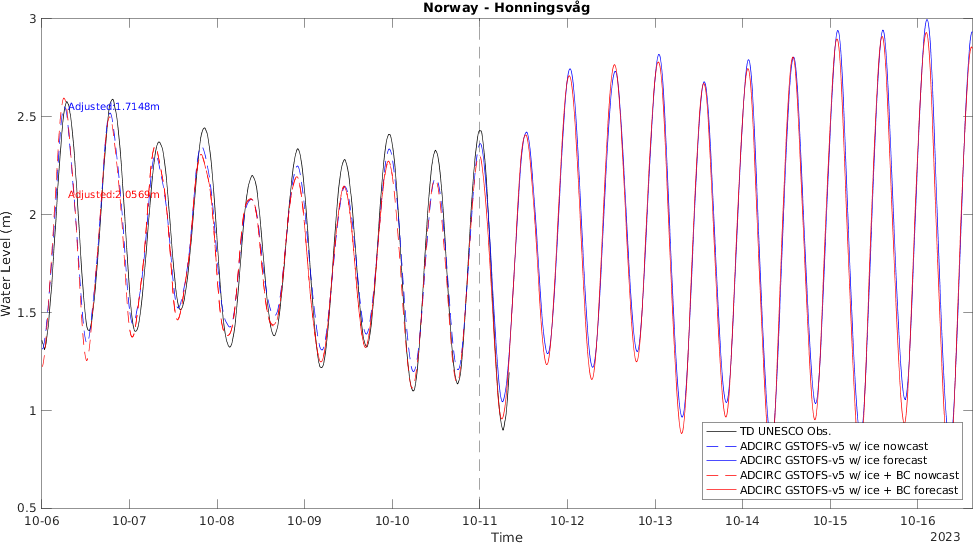 Norway - Honningsvåg
3
2.5
2
1.5
1
0.5
Water Level (m)
Adjusted:1.7148m
Adjusted:2.0569m
TD UNESCO Obs.
ADCIRC GSTOFS-v5 w/ ice nowcast
ADCIRC GSTOFS-v5 w/ ice forecast
ADCIRC GSTOFS-v5 w/ ice + BC nowcast
ADCIRC GSTOFS-v5 w/ ice + BC forecast
10-06 10-07 10-08 10-09 10-10 10-11 10-12 10-13 10-14 10-15 10-16
Time
2023